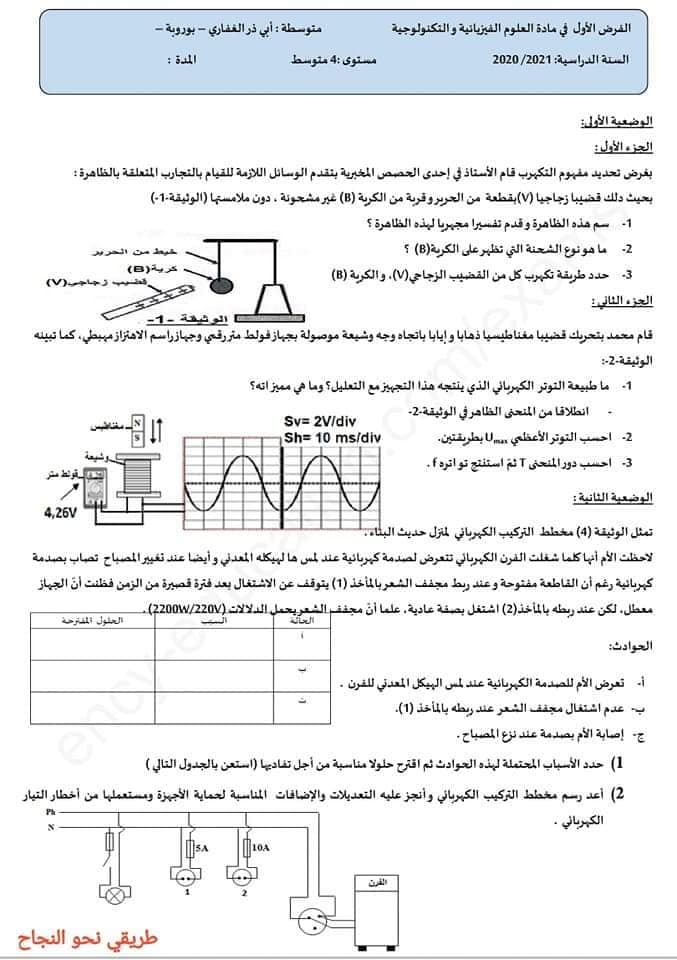 الفرض الأول في مادة العلوم الفيزيائية والتكنولوجية متوسطة : أبي ذر الغفاري – بوروبة –
السنة الدراسية: 2021/ 2020 مستوى :4 متوسط المدة :
الوضعية الأولى:
الجزء الأول :
بغرض تحديد مفهوم التكهرب قام الأستاذ في إحدى الحصص المخبرية بتقدم الوسائل اللازمة للقيام بالتجارب المتعلقة بالظاهرة :
بحيث دلك قضيبا زجاجيا (V)بقطعة من الحرير وقربة من الكرية (B) غير مشحونة ، دون ملامستها (الوثيقة-1-)
1- سم هذه الظاهرة و قدم تفسيرا مجهريا لهذه الظاهرة ؟
2- ما هو نوع الشحنة التي تظهر على الكرية(B) ؟
3- حدد طريقة تكهرب كل من القضيب الزجاجي(V)، و الكرية (B)
خيط من الحرير
كرية(B)
قضيب زجاجي(V)
الوثيقة -1-
الجزء الثاني :
قام محمد بتحريك قضيبا مغناطيسيا ذهابا و إيابا باتجاه وجه وشيعة موصولة بجهاز فولط متر رقمي وجهاز راسم الاهتزاز مهبطي، كما تبينه
الوثيقة-2-:
1- ما طبيعة التوتر الكهربائي الذي ينتجه هذا التجهيز مع التعليل؟ وما هي مميزاته؟
- انطلاقا من المنحنى الظاهر في الوثيقة-2-
2- احسب التوتر الأعظمي Umax بطريقتين.
3- احسب دور المنحنى T ثم استنتج تواتره f .
مغناطيس
N
S
وشيعة
فولط متر
4,26V
Sv= 2V/div
Sh= 10 ms/div
الوضعية الثانية :
تمثل الوثيقة (4) مخطط التركيب الكهربائي لمنزل حديث البناء .
لاحظت الأم أنها كلما شغلت الفرن الكهربائي تتعرض لصدمة كهربائية عند لمس ها لهيكله المعدني و أيضا عند تغيير المصباح تصاب بصدمة
كهربائية رغم أن القاطعة مفتوحة و عند ربط مجفف الشعر بالمأخذ (1) يتوقف عن الاشتغال بعد فترة قصيرة من الزمن فظنت أنّ الجهاز
معطل، لكن عند ربطه بالمأخذ(2) اشتغل بصفة عادية، علما أنّ مجفف الشعر يحمل الدلالات (2200W/220V) .
الحالة السبب الحلول المقترحة
أ
ب
ت
الحوادث:
أ- تعرض الأم للصدمة الكهربائية عند لمس الهيكل المعدني للفرن .
ب- عدم اشتغال مجفف الشعر عند ربطه بالمأخذ (1).
ج- إصابة الأم بصدمة عند نزع المصباح .
1) حدد الأسباب المحتملة لهذه الحوادث ثم اقترح حلولا مناسبة من أجل تفاديها (استعن بالجدول التالي )
2) أعد رسم مخطط التركيب الكهربائي و أنجز عليه التعديلات والإضافات المناسبة لحماية الأجهزة ومستعملها من أخطار التيار
الكهربائي .
Ph
N
5A
10A
1
2
الفرن
طريقي نحو النجاح
ency-education.com/exams